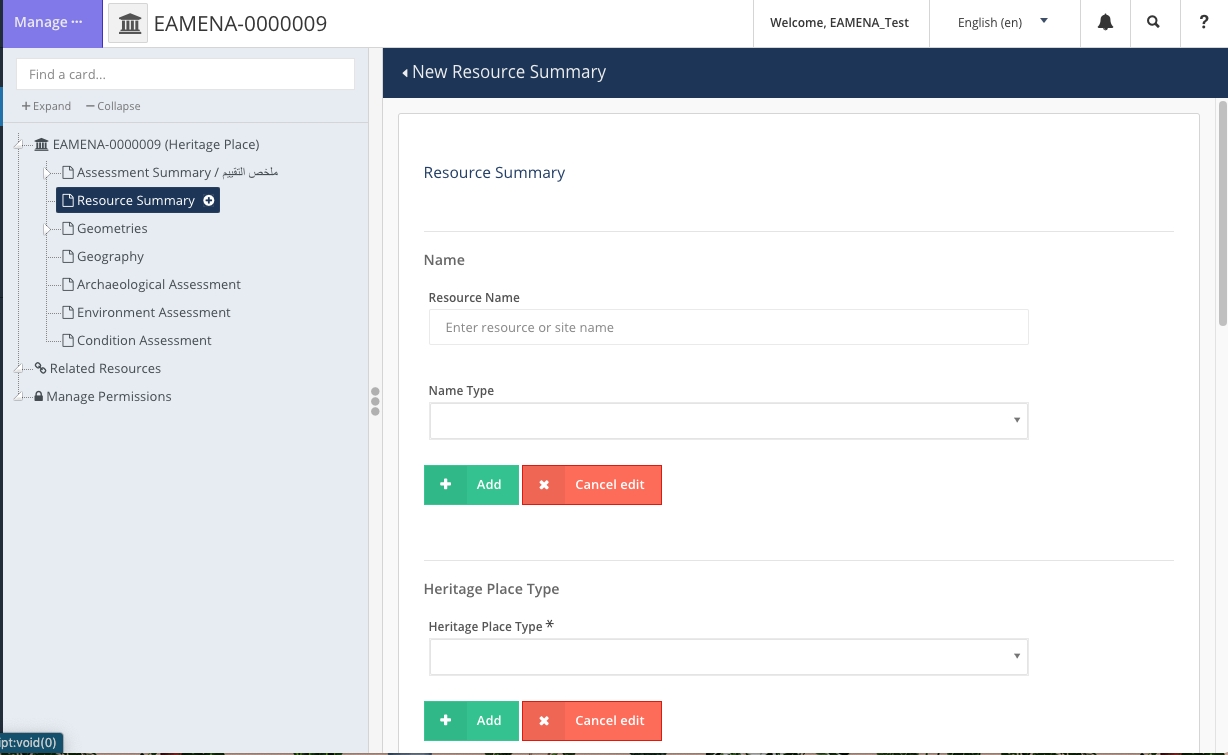 Manage ···
EAMENA-0000009
Welcome, EAMENA_Test
English (en)
?
Find a card...
+ Expand
− Collapse
EAMENA-0000009 (Heritage Place)
Assessment Summary / ملخص التقييم
Resource Summary
Geometries
Geography
Archaeological Assessment
Environment Assessment
Condition Assessment
Related Resources
Manage Permissions
ipt:void(0)
New Resource Summary
Resource Summary
Name
Resource Name
Enter resource or site name
Name Type
Add
Cancel edit
Heritage Place Type
Heritage Place Type *
Add
Cancel edit